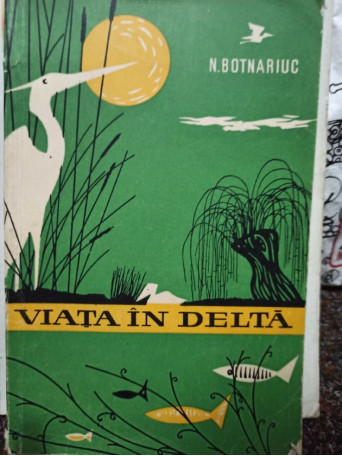 N. BOTNARIUC
VIAȚA ÎN DELTĂ